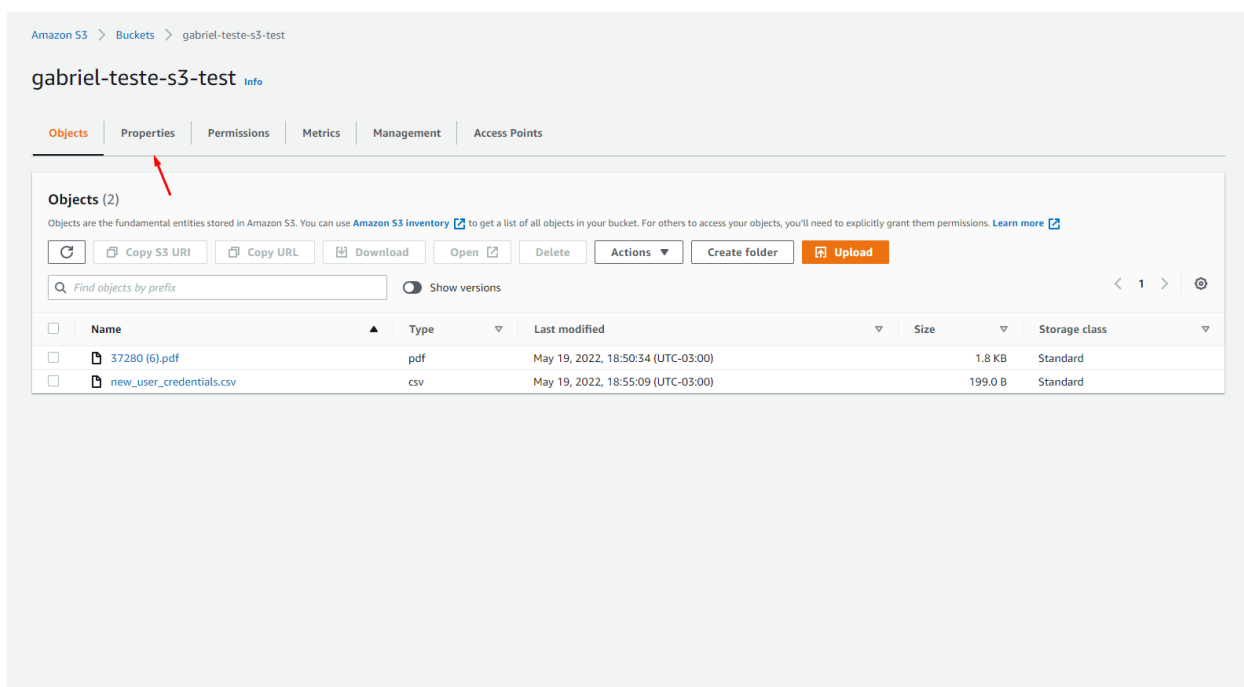 Amazon S3 > Buckets > gabriel-teste-s3-test
gabriel-teste-s3-test Info
Objects Properties Permissions Metrics Management Access Points
Objects (2)
Objects are the fundamental entities stored in Amazon S3. You can use Amazon S3 inventory to get a list of all objects in your bucket. For others to access your objects, you'll need to explicitly grant them permissions. Learn more
Copy S3 URI Copy URL Download Open Delete Actions Create folder Upload
Find objects by prefix Show versions < 1 >
Name Type Last modified Size Storage class
37280 (6).pdf pdf May 19, 2022, 18:50:34 (UTC-03:00) 1.8 KB Standard
new_user_credentials.csv csv May 19, 2022, 18:55:09 (UTC-03:00) 199.0 B Standard